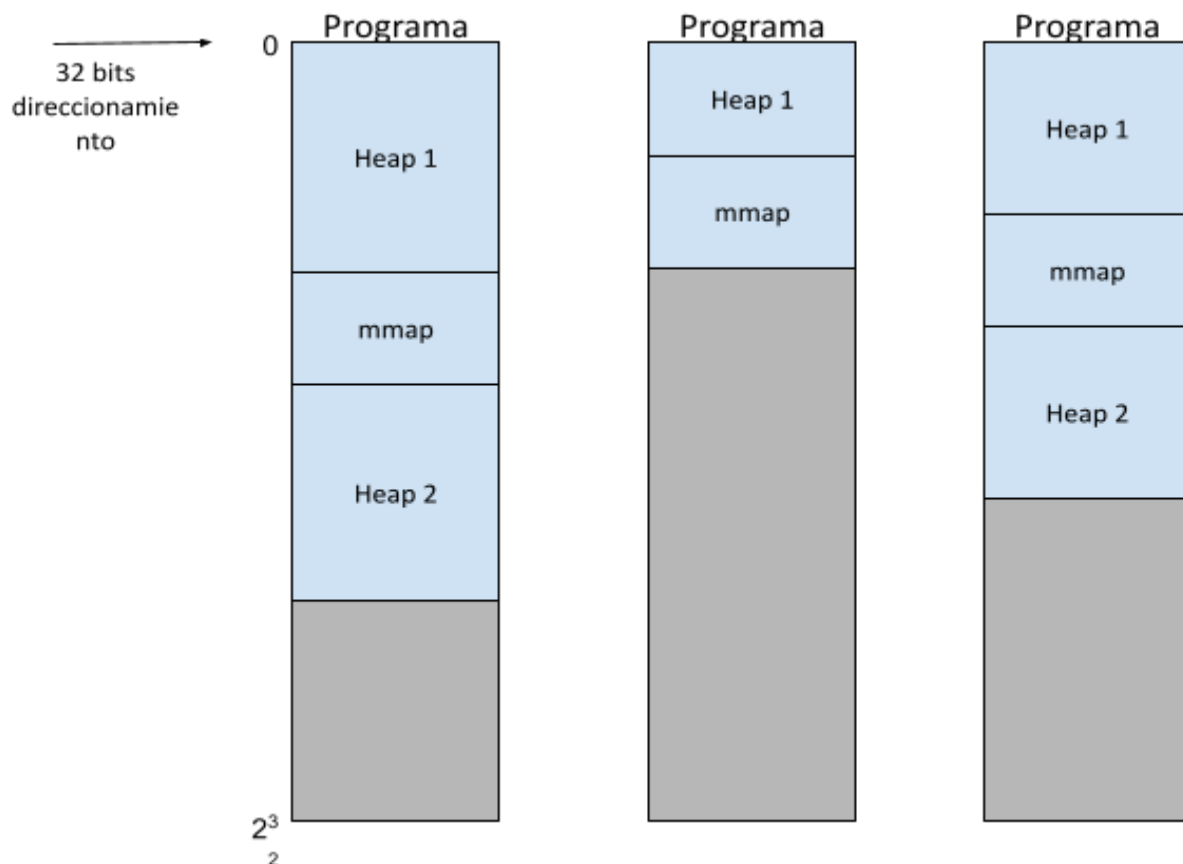 Programa
Programa
Programa
0
32 bits
direccionamie
nto
Heap 1
mmap
Heap 2
Heap 1
mmap
Heap 1
mmap
Heap 2
2³
2